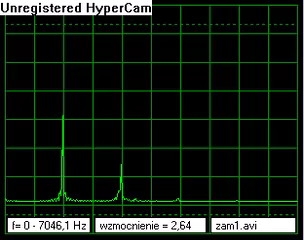 Unregistered HyperCam
f= 0 - 7046,1 Hz
wzmocnienie = 2,64
zam1.avi